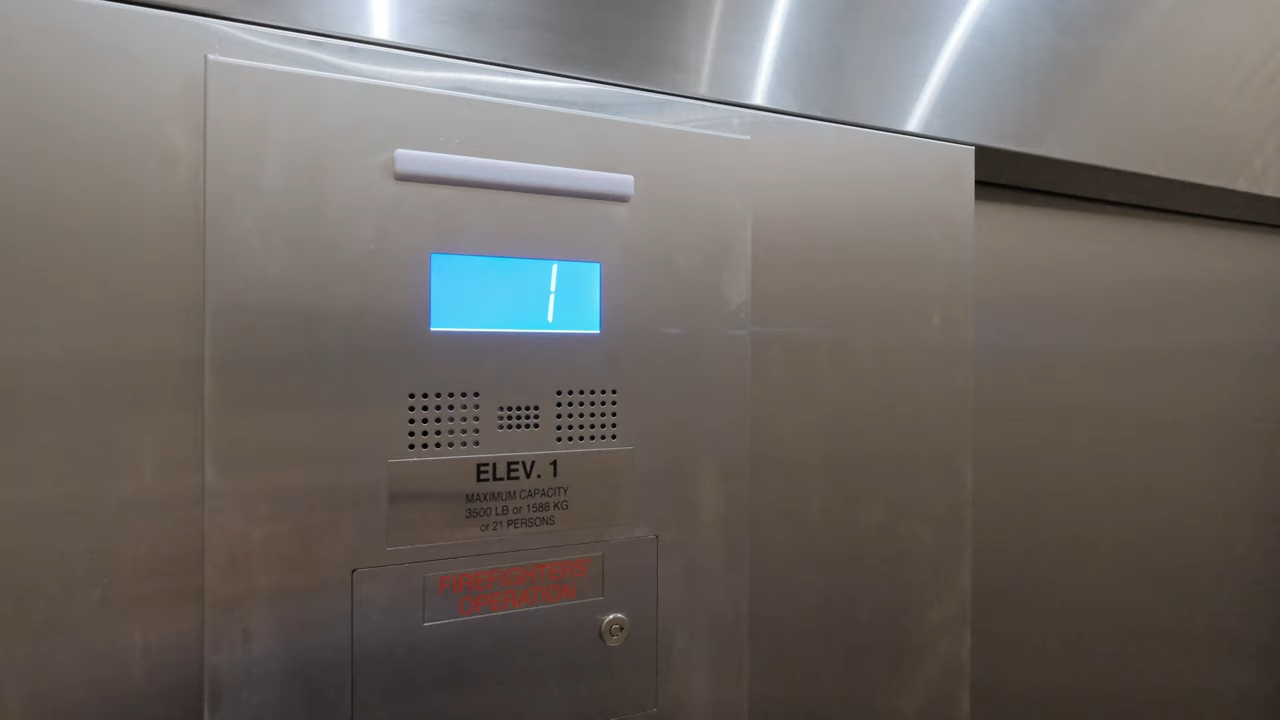 1
ELEV. 1
MAXIMUM CAPACITY
3500 LB or 1588 KG
or 21 PERSONS
FIREFIGHTERS'
OPERATION